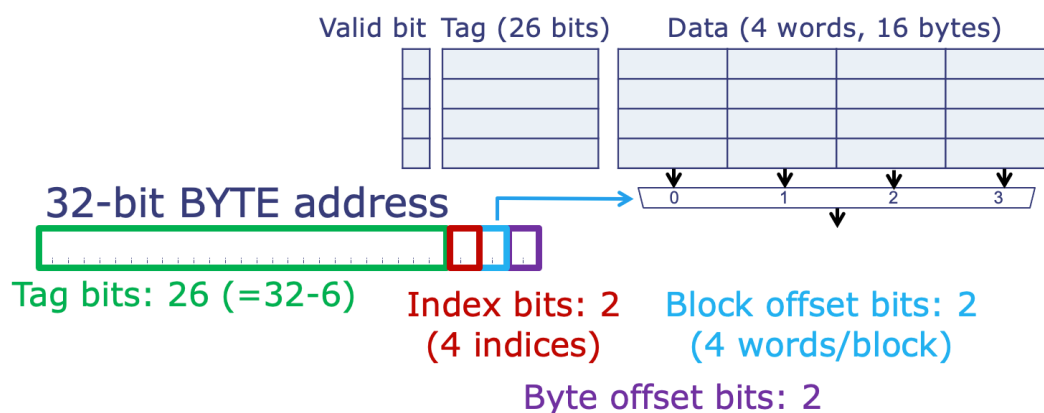 Valid bit Tag (26 bits) Data (4 words, 16 bytes)
0 1 2 3
32-bit BYTE address
Tag bits: 26 (=32-6)
Index bits: 2
(4 indices)
Block offset bits: 2
(4 words/block)
Byte offset bits: 2